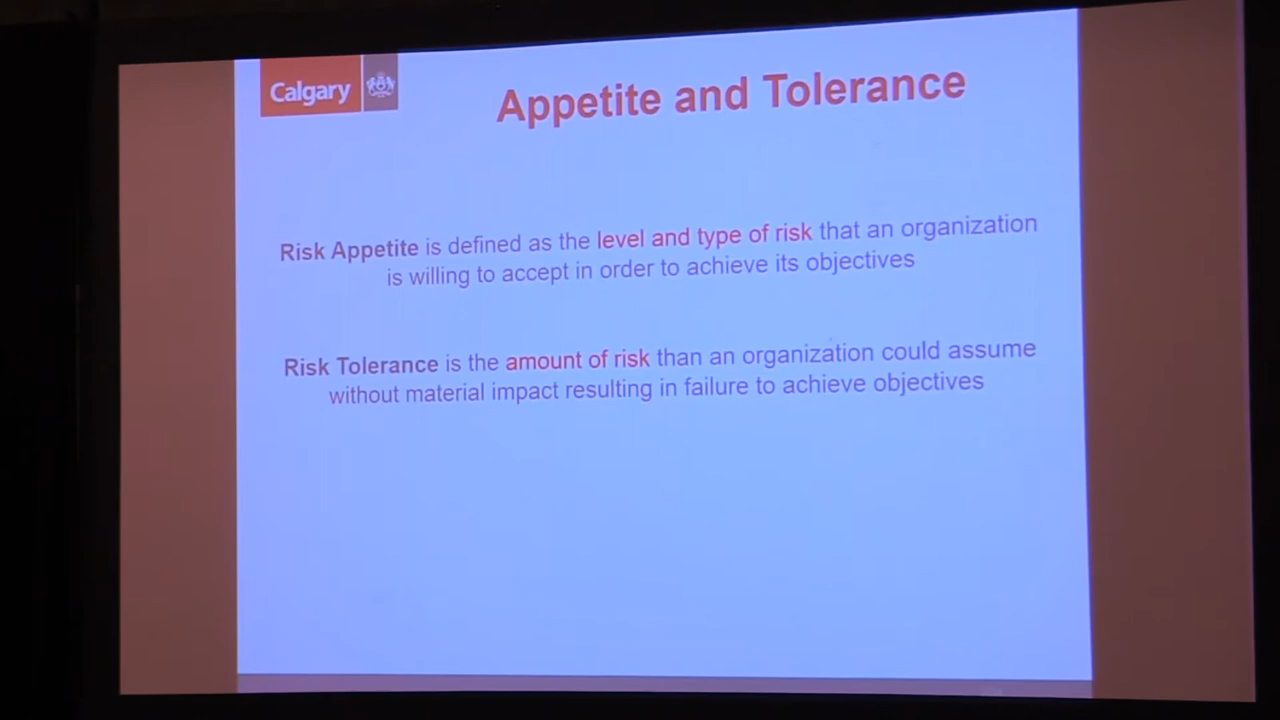 Calgary
Appetite and Tolerance
Risk Appetite is defined as the level and type of risk that an organization
is willing to accept in order to achieve its objectives
Risk Tolerance is the amount of risk than an organization could assume
without material impact resulting in failure to achieve objectives